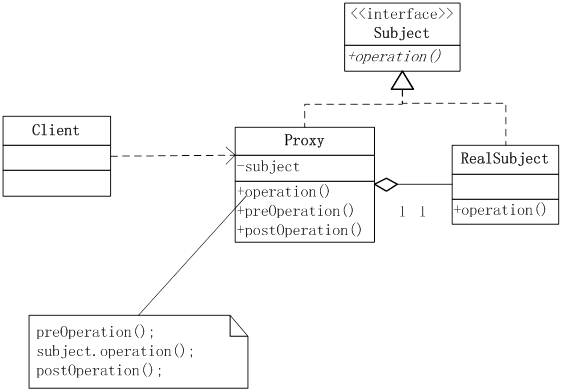 <<interface>>
Subject
+operation()
Client
Proxy
-subject
+operation()
+preOperation()
+postOperation()
RealSubject
+operation()
1 1
preOperation();
subject.operation();
postOperation();